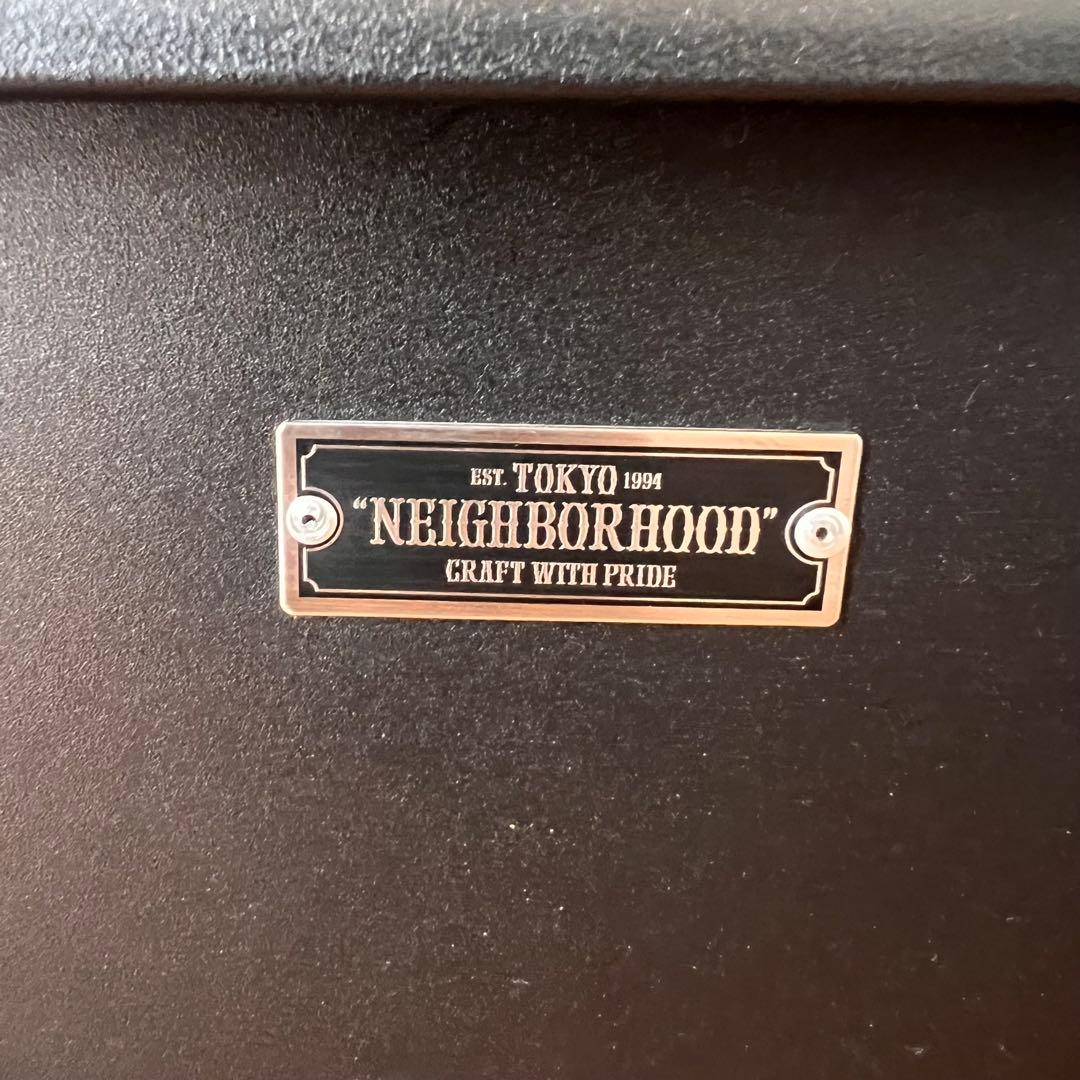 EST. TOKYO 1994
“NEIGHBORHOOD”
CRAFT WITH PRIDE